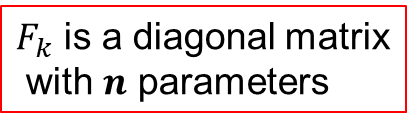 F_k is a diagonal matrix
with n parameters